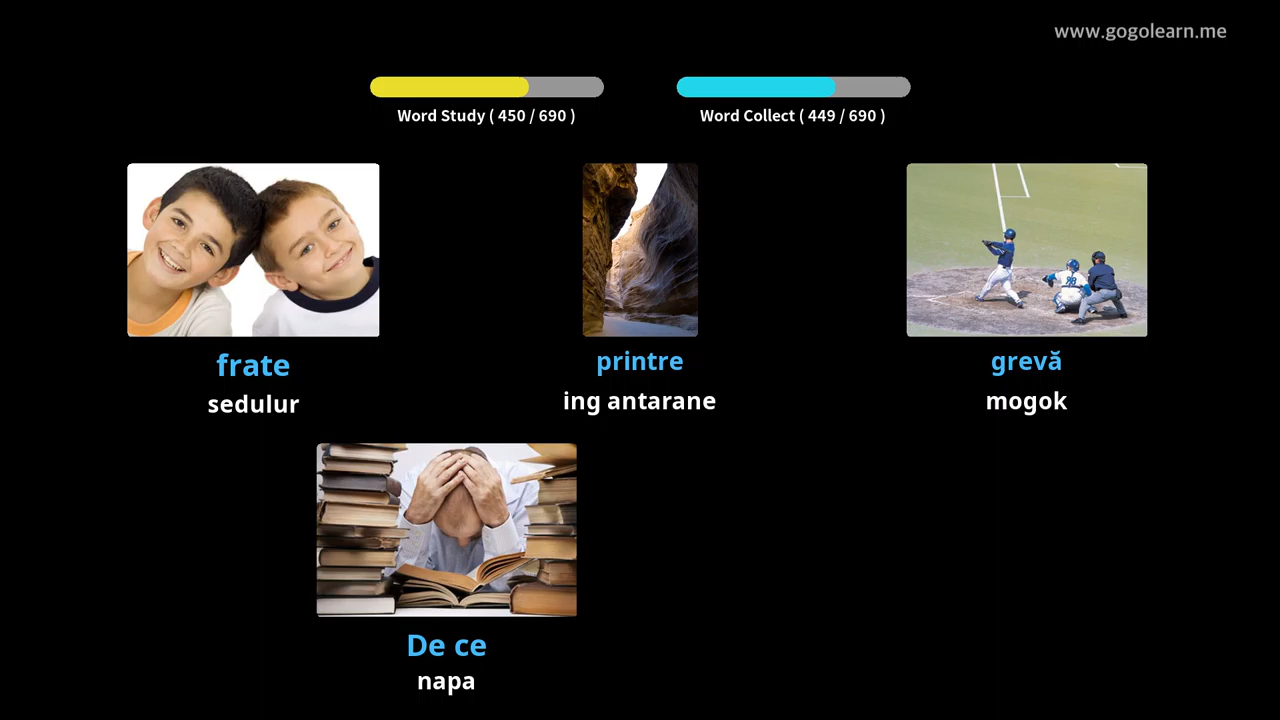 www.gogolearn.me
Word Study ( 450 / 690 )
Word Collect ( 449 / 690 )
frate
sedulur
printre
ing antarane
grevă
mogok
De ce
napa